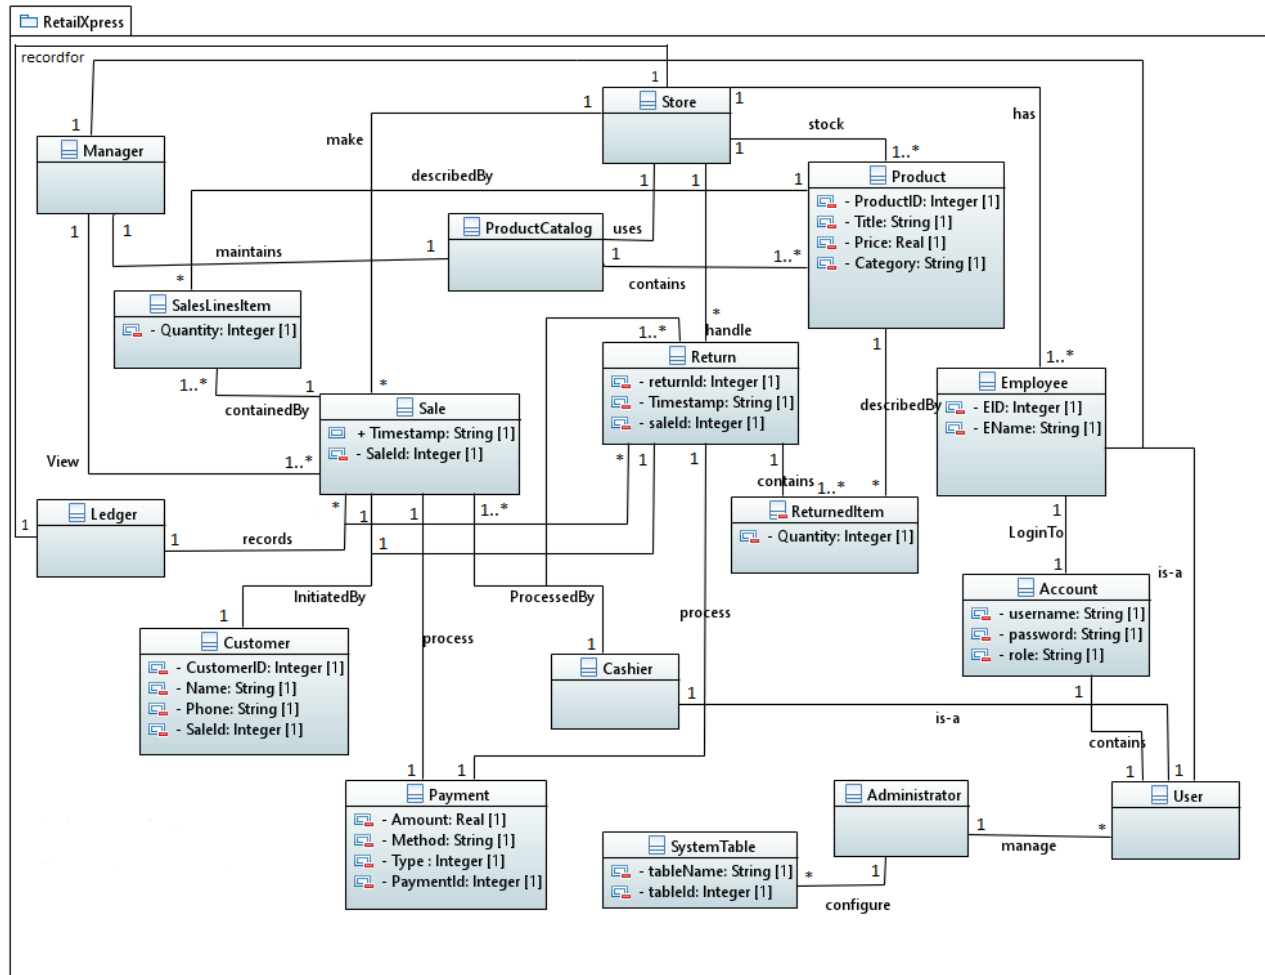 RetailXpress
recordfor
1
1
1
Store
1
has
make
stock
1
Manager
1
1..*
describedBy
1
1
1
Product
- ProductID: Integer [1]
- Title: String [1]
- Price: Real [1]
- Category: String [1]
1
1
maintains
1
ProductCatalog
uses
1
contains
1..*
*
SalesLinesItem
- Quantity: Integer [1]
*
handle
1..*
1
1..*
Return
- returnId: Integer [1]
- Timestamp: String [1]
- saleId: Integer [1]
1..*
1
containedBy
*
Sale
+ Timestamp: String [1]
- SaleId: Integer [1]
describedBy
Employee
- EID: Integer [1]
- EName: String [1]
View
1..*
*
1
1
1
contains
1..*
*
ReturnedItem
- Quantity: Integer [1]
1
Ledger
1
records
*
1
1
1..*
1
LoginTo
1
1
Account
- username: String [1]
- password: String [1]
- role: String [1]
is-a
InitiatedBy
ProcessedBy
1
Customer
- CustomerID: Integer [1]
- Name: String [1]
- Phone: String [1]
- SaleId: Integer [1]
process
process
1
Cashier
1
is-a
1
contains
1
1
User
1
1
Payment
- Amount: Real [1]
- Method: String [1]
- Type : Integer [1]
- PaymentId: Integer [1]
Administrator
1
manage
*
SystemTable
- tableName: String [1]
- tableId: Integer [1]
*
1
configure